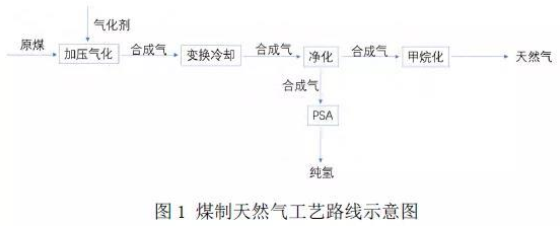 气化剂
原煤
加压气化
合成气
变换冷却
合成气
净化
合成气
甲烷化
天然气
合成气
PSA
纯氢
图1 煤制天然气工艺路线示意图